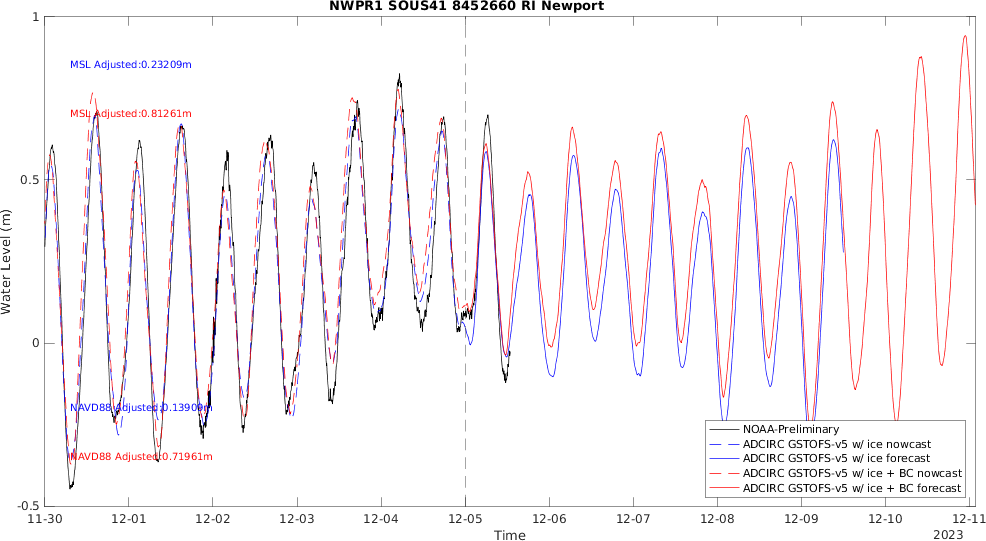 NWPR1 SOUS41 8452660 RI Newport
1
MSL Adjusted:0.23209m
MSL Adjusted:0.81261m
0.5
Water Level (m)
0
NAVD88 Adjusted:0.13909m
NAVD88 Adjusted:0.71961m
NOAA-Preliminary
ADCIRC GSTOFS-v5 w/ ice nowcast
ADCIRC GSTOFS-v5 w/ ice forecast
ADCIRC GSTOFS-v5 w/ ice + BC nowcast
ADCIRC GSTOFS-v5 w/ ice + BC forecast
-0.5
11-30 12-01 12-02 12-03 12-04 12-05 12-06 12-07 12-08 12-09 12-10 12-11
Time
2023